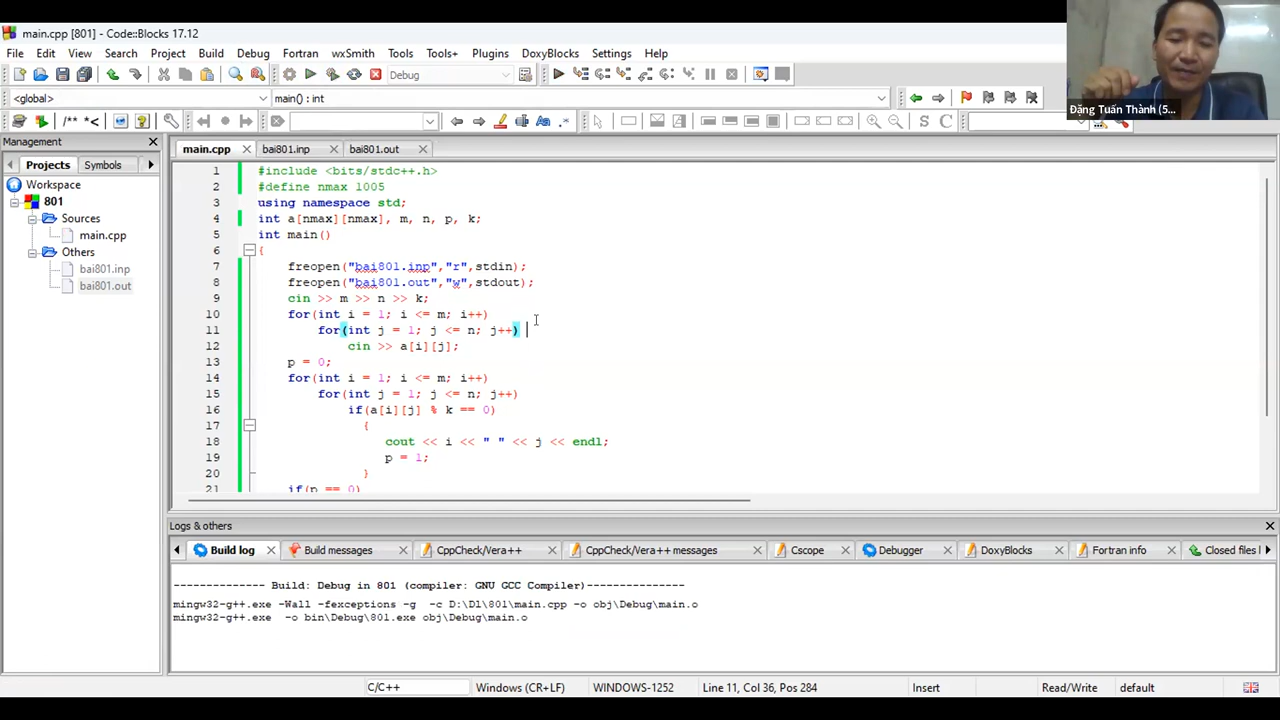 main.cpp [801] - Code::Blocks 17.12
File Edit View Search Project Build Debug Fortran wxSmith Tools Tools+ Plugins DoxyBlocks Settings Help
Debug
<global> main() : int
/** *< Aa .* S C
Management
Projects Symbols
Workspace
801
Sources
main.cpp
Others
bai801.inp
bai801.out
main.cpp bai801.inp bai801.out
1 #include <bits/stdc++.h>
2 #define nmax 1005
3 using namespace std;
4 int a[nmax][nmax], m, n, p, k;
5 int main()
6 {
7 freopen("bai801.inp","r",stdin);
8 freopen("bai801.out","w",stdout);
9 cin >> m >> n >> k;
10 for(int i = 1; i <= m; i++)
11 for(int j = 1; j <= n; j++)
12 cin >> a[i][j];
13 p = 0;
14 for(int i = 1; i <= m; i++)
15 for(int j = 1; j <= n; j++)
16 if(a[i][j] % k == 0)
17 {
18 cout << i << " " << j << endl;
19 p = 1;
20 }
21 if(p == 0)
Logs & others
Build log Build messages CppCheck/Vera++ CppCheck/Vera++ messages Cscope Debugger DoxyBlocks Fortran info Closed files l
-------------- Build: Debug in 801 (compiler: GNU GCC Compiler)---------------
mingw32-g++.exe -Wall -fexceptions -g -c D:\Dl\801\main.cpp -o obj\Debug\main.o
mingw32-g++.exe -o bin\Debug\801.exe obj\Debug\main.o
C/C++ Windows (CR+LF) WINDOWS-1252 Line 11, Col 36, Pos 284 Insert Read/Write default
Đặng Tuấn Thành (5...